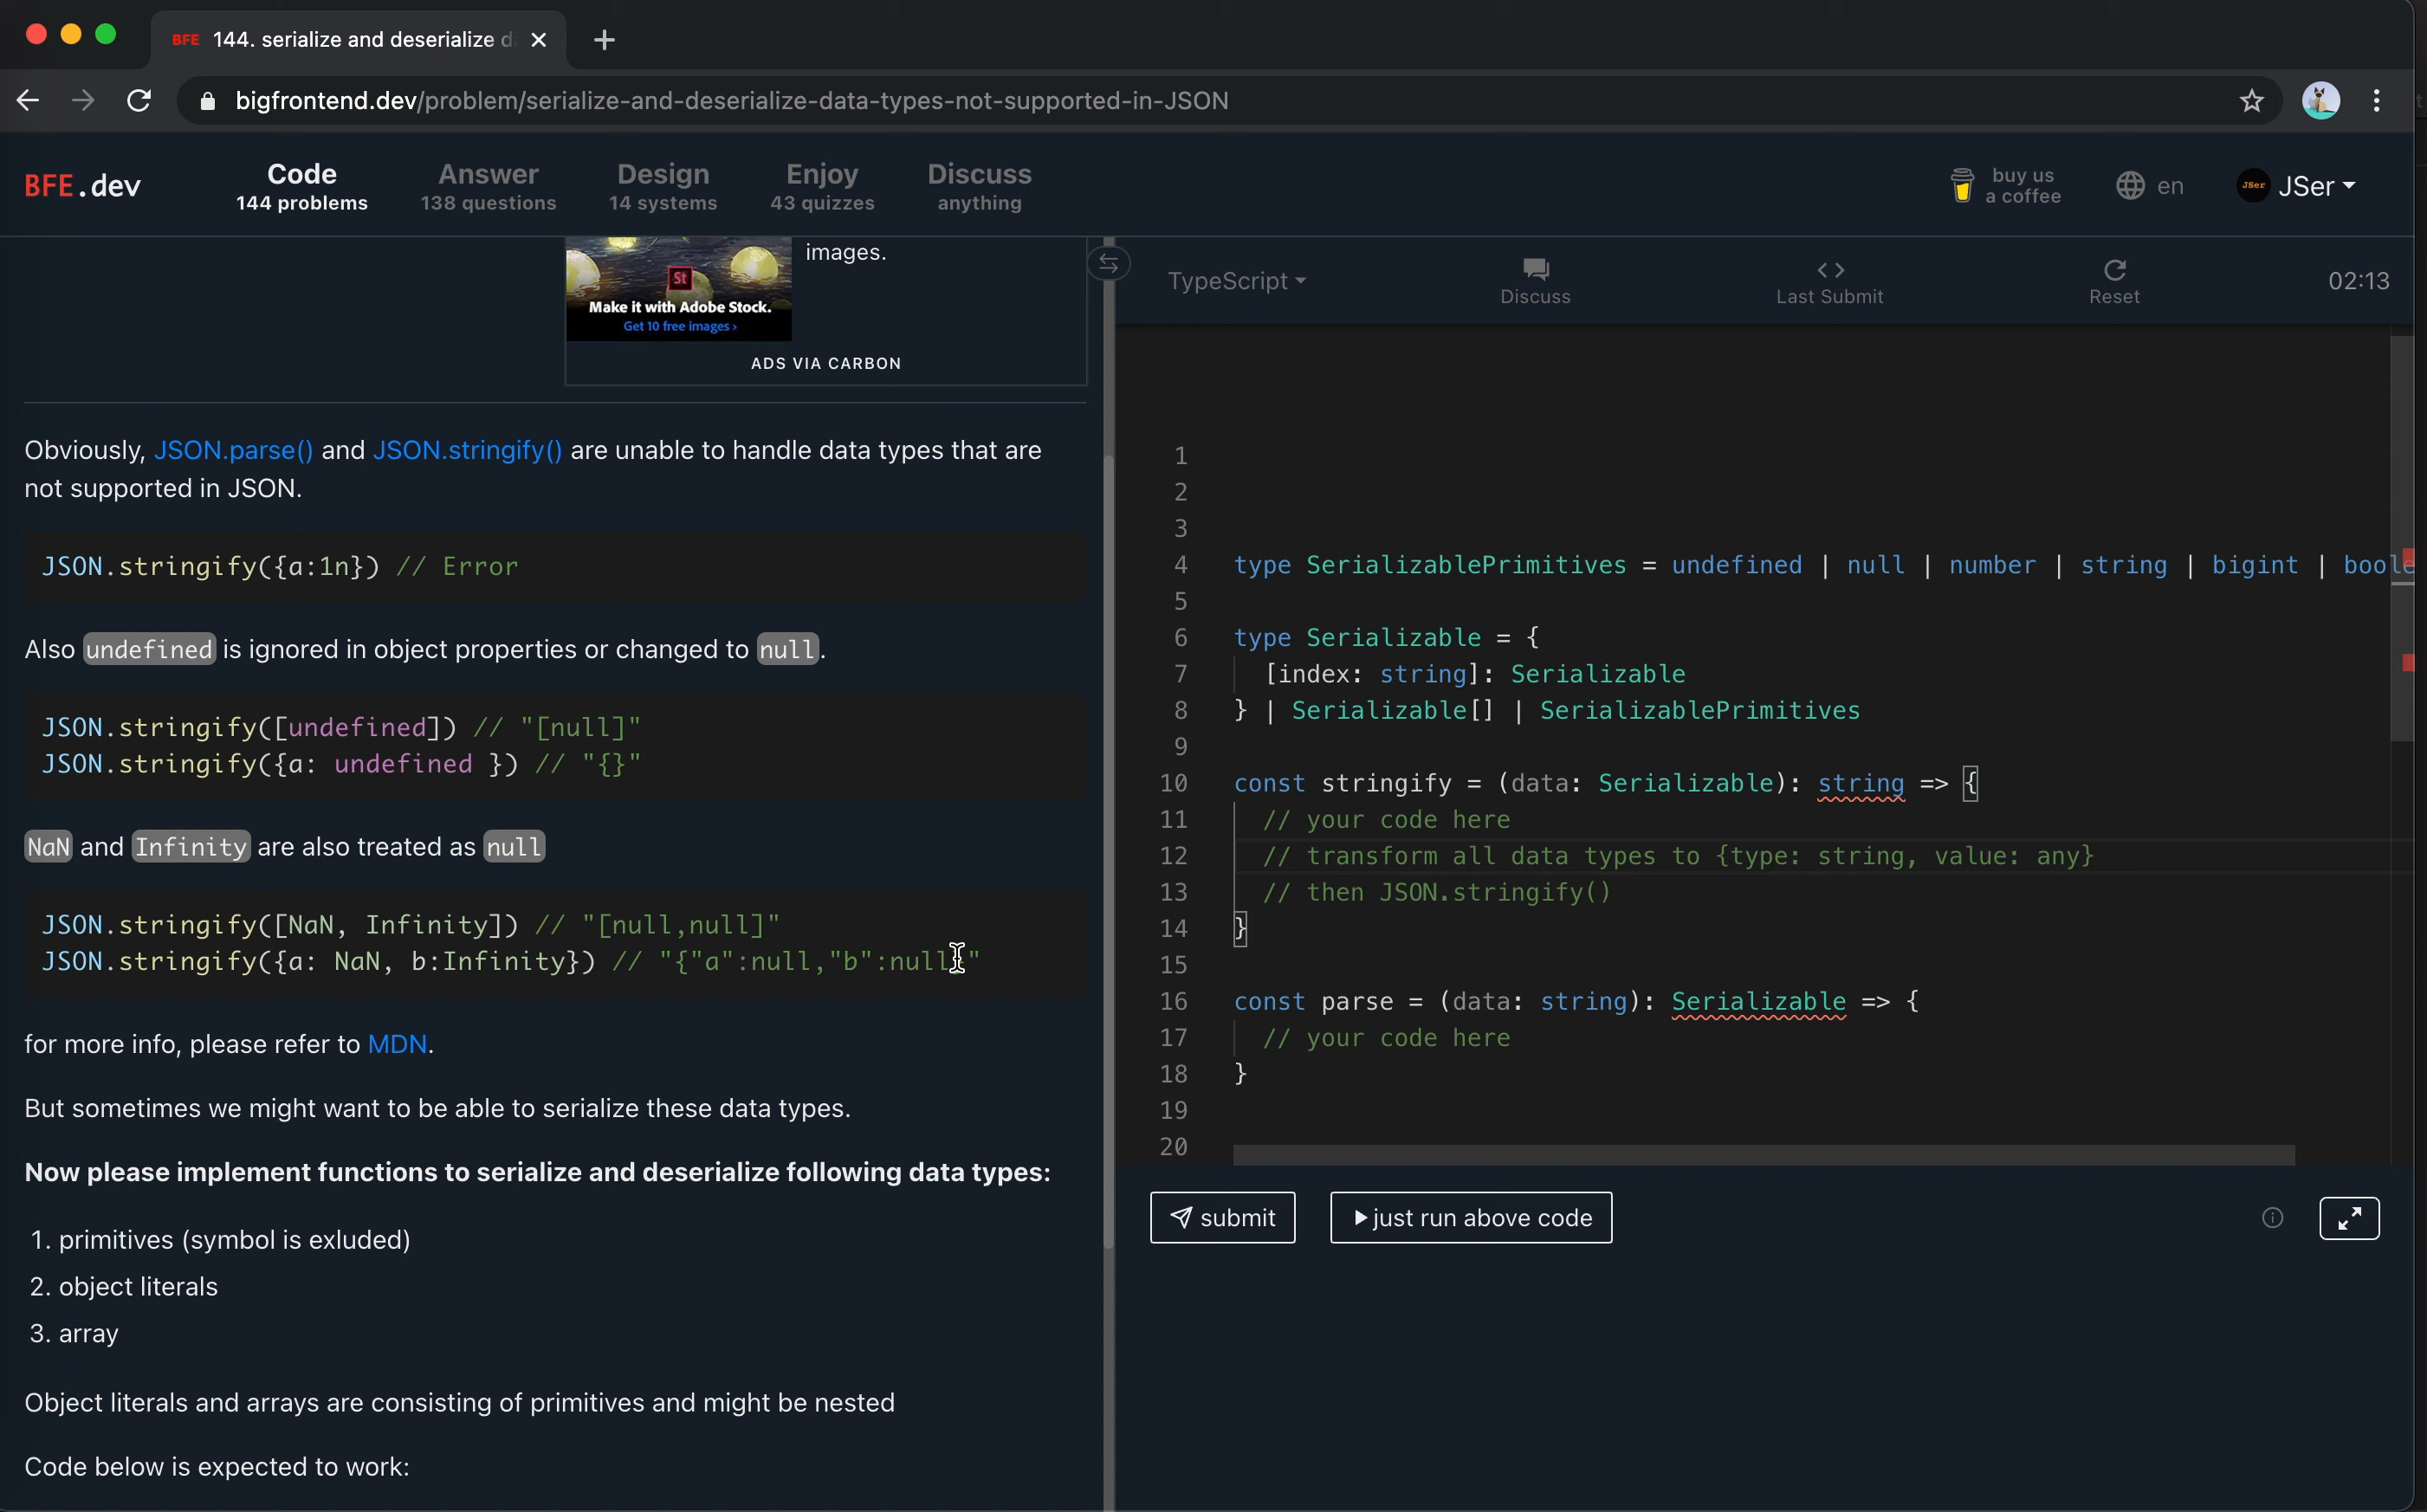 BFE 144. serialize and deserialize d
bigfrontend.dev/problem/serialize-and-deserialize-data-types-not-supported-in-JSON
BFE.dev
Code
144 problems
Answer
138 questions
Design
14 systems
Enjoy
43 quizzes
Discuss
anything
buy us
a coffee
en
JSer
JSer
images.
St
Make it with Adobe Stock.
Get 10 free images ›
ADS VIA CARBON
Obviously, JSON.parse() and JSON.stringify() are unable to handle data types that are
not supported in JSON.
JSON.stringify({a:1n}) // Error
Also undefined is ignored in object properties or changed to null.
JSON.stringify([undefined]) // "[null]"
JSON.stringify({a: undefined }) // "{}"
NaN and Infinity are also treated as null
JSON.stringify([NaN, Infinity]) // "[null,null]"
JSON.stringify({a: NaN, b:Infinity}) // "{"a":null,"b":null}"
for more info, please refer to MDN.
But sometimes we might want to be able to serialize these data types.
Now please implement functions to serialize and deserialize following data types:
1. primitives (symbol is exluded)
2. object literals
3. array
Object literals and arrays are consisting of primitives and might be nested
Code below is expected to work:
TypeScript
Discuss
Last Submit
Reset
02:13
1
2
3
4 type SerializablePrimitives = undefined | null | number | string | bigint | boole
5
6 type Serializable = {
7 [index: string]: Serializable
8 } | Serializable[] | SerializablePrimitives
9
10 const stringify = (data: Serializable): string => {
11 // your code here
12 // transform all data types to {type: string, value: any}
13 // then JSON.stringify()
14 }
15
16 const parse = (data: string): Serializable => {
17 // your code here
18 }
19
20
submit
just run above code